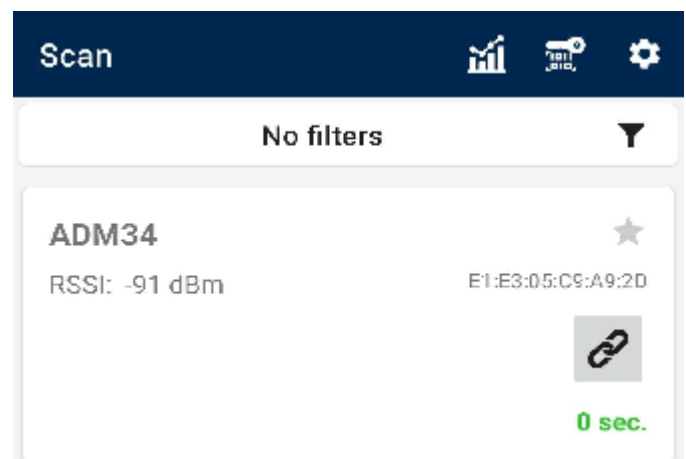 Scan
No filters
ADM34
RSSI: -91 dBm
E1:E3:05:C9:A9:2D
0 sec.